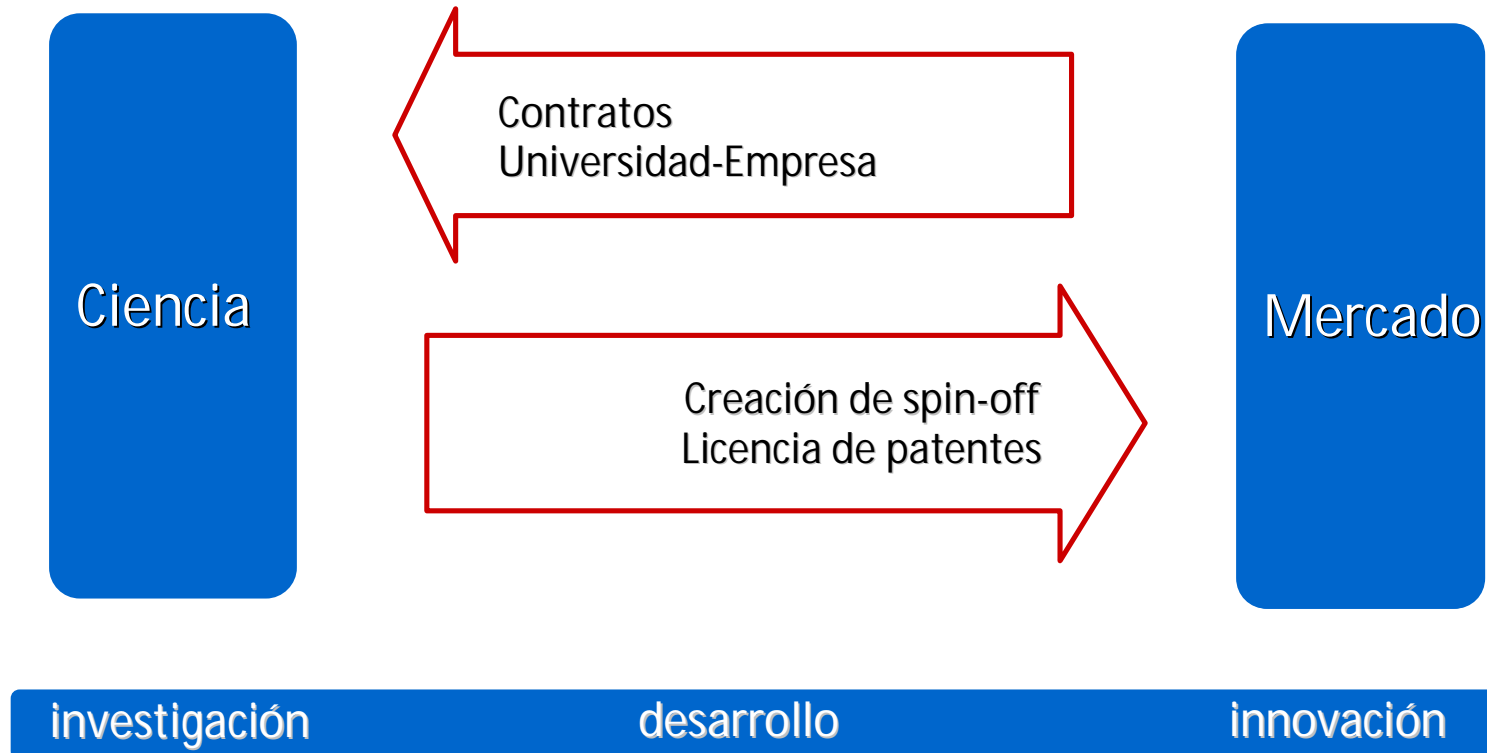 Contratos
Universidad-Empresa
Ciencia
Mercado
Creación de spin-off
Licencia de patentes
investigación desarrollo innovación